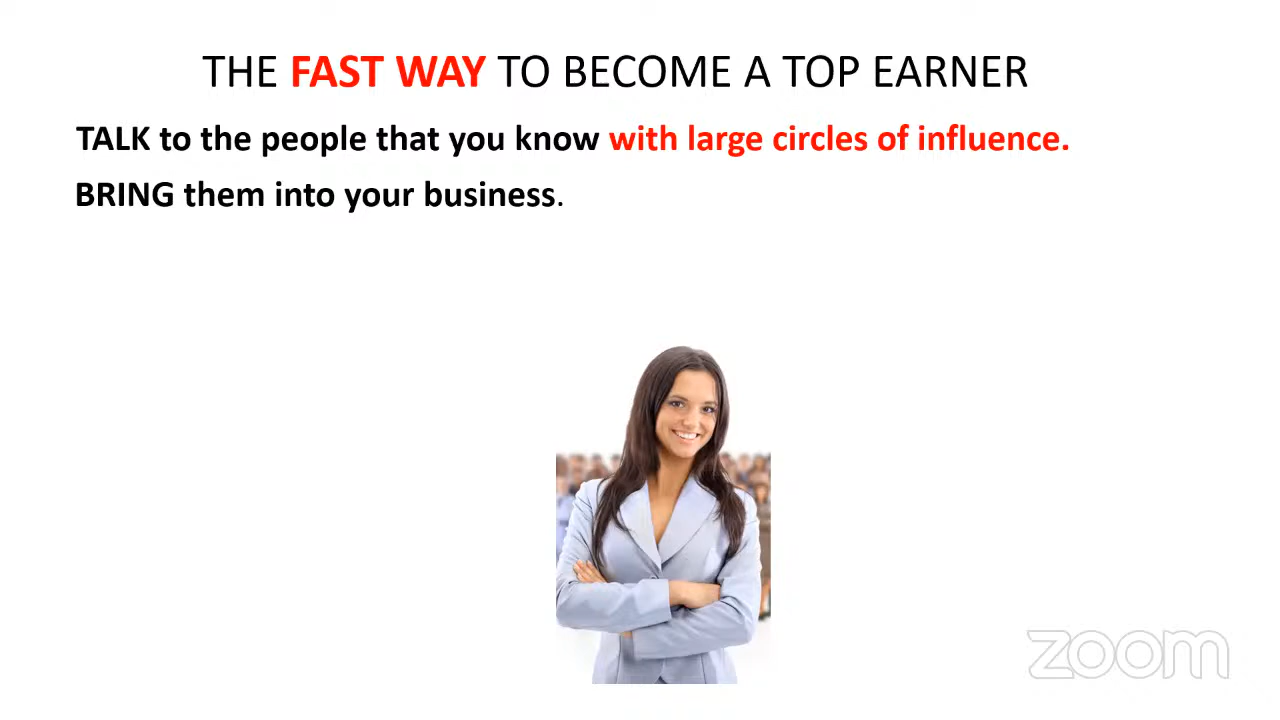 THE FAST WAY TO BECOME A TOP EARNER
TALK to the people that you know with large circles of influence.
BRING them into your business.
zoom